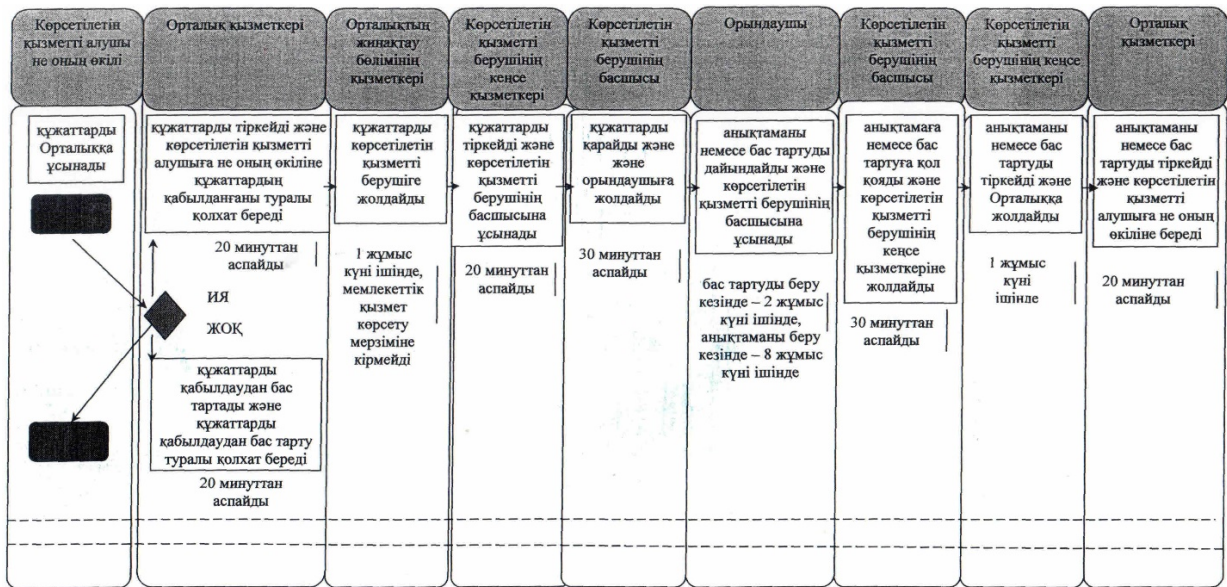 Көрсетілетін
қызметті алушы
не оның өкілі
Орталық қызметкері
Орталықтың
жинақтау
бөлімінің
қызметкері
Көрсетілетін
қызметті
берушінің
кеңсе
қызметкері
Көрсетілетін
қызметті
берушінің
басшысы
Орындаушы
Көрсетілетін
қызметті
берушінің
басшысы
Көрсетілетін
қызметті
берушінің кеңсе
қызметкері
Орталық
қызметкері
құжаттарды
Орталыққа
ұсынады
құжаттарды тіркейді және
көрсетілетін қызметті
алушыға не оның өкіліне
құжаттардың
қабылданғаны туралы
қолхат береді
20 минуттан
аспайды
ИЯ
ЖОҚ
құжаттарды
қабылдаудан бас
тартады және
құжаттарды
қабылдаудан бас тарту
туралы қолхат береді
20 минуттан
аспайды
құжаттарды
көрсетілетін
қызметті
берушіге
жолдайды
1 жұмыс
күні ішінде,
мемлекеттік
қызмет
көрсету
мерзіміне
кірмейді
құжаттарды
тіркейді және
көрсетілетін
қызметті
берушінің
басшысына
ұсынады
20 минуттан
аспайды
құжаттарды
қарайды және
және
орындаушыға
жолдайды
30 минуттан
аспайды
анықтаманы
немесе бас тартуды
дайындайды және
көрсетілетін
қызметті берушінің
басшысына
ұсынады
бас тартуды беру
кезінде – 2 жұмыс
күні ішінде,
анықтаманы беру
кезінде – 8 жұмыс
күні ішінде
анықтамаға
немесе бас
тартуға қол
қояды және
көрсетілетін
қызметті
берушінің
кеңсе
қызметкеріне
жолдайды
30 минуттан
аспайды
анықтаманы
немесе бас
тартуды
тіркейді және
Орталыққа
жолдайды
1 жұмыс
күні
ішінде
анықтаманы
немесе бас
тартуды тіркейді
және көрсетілетін
қызметті
алушыға не оның
өкіліне береді
20 минуттан
аспайды